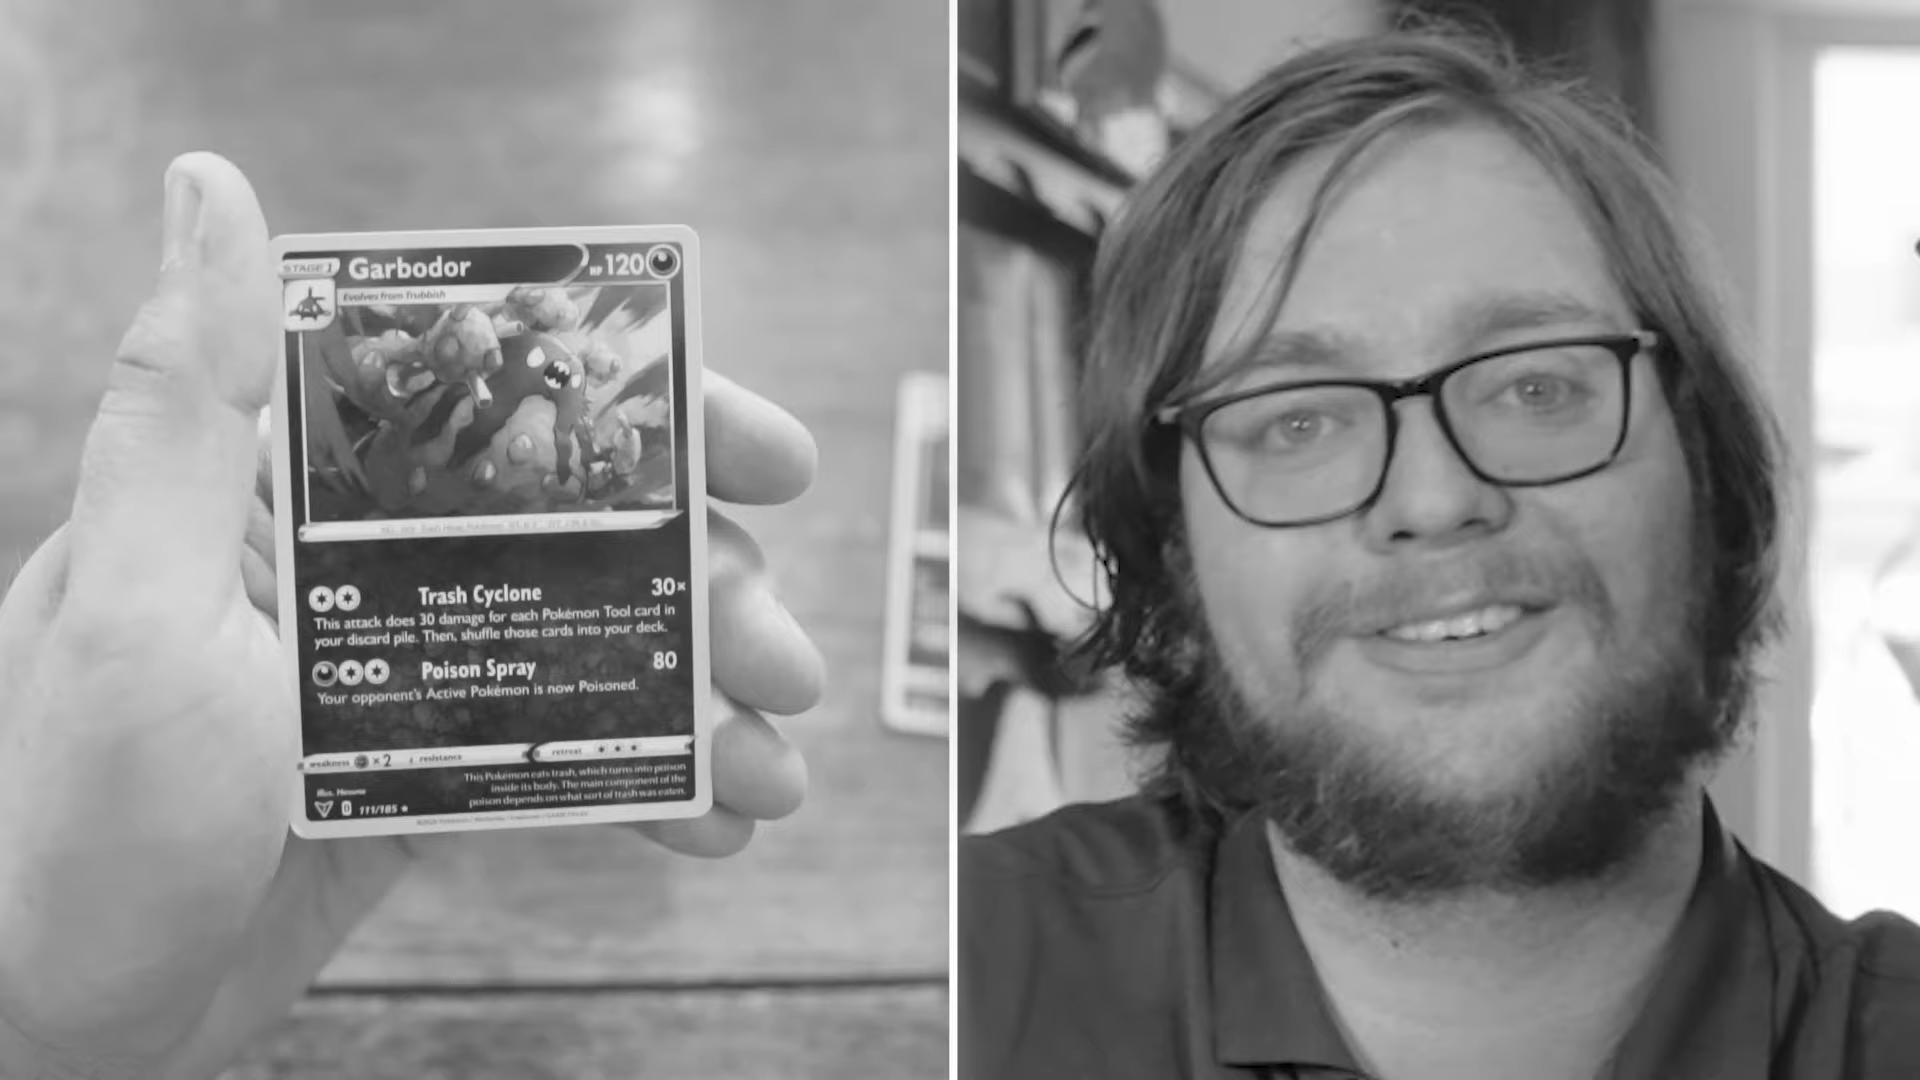 STAGE 1 Garbodor HP 120
Evolves from Trubbish
Trash Cyclone 30×
This attack does 30 damage for each Pokémon Tool card in
your discard pile. Then, shuffle those cards into your deck.
Poison Spray 80
Your opponent's Active Pokémon is now Poisoned.
weakness ×2 resistance retreat
This Pokémon eats trash, which turns into poison
inside its body. The main component of the
poison depends on what sort of trash was eaten.
Illus.
D 111/185